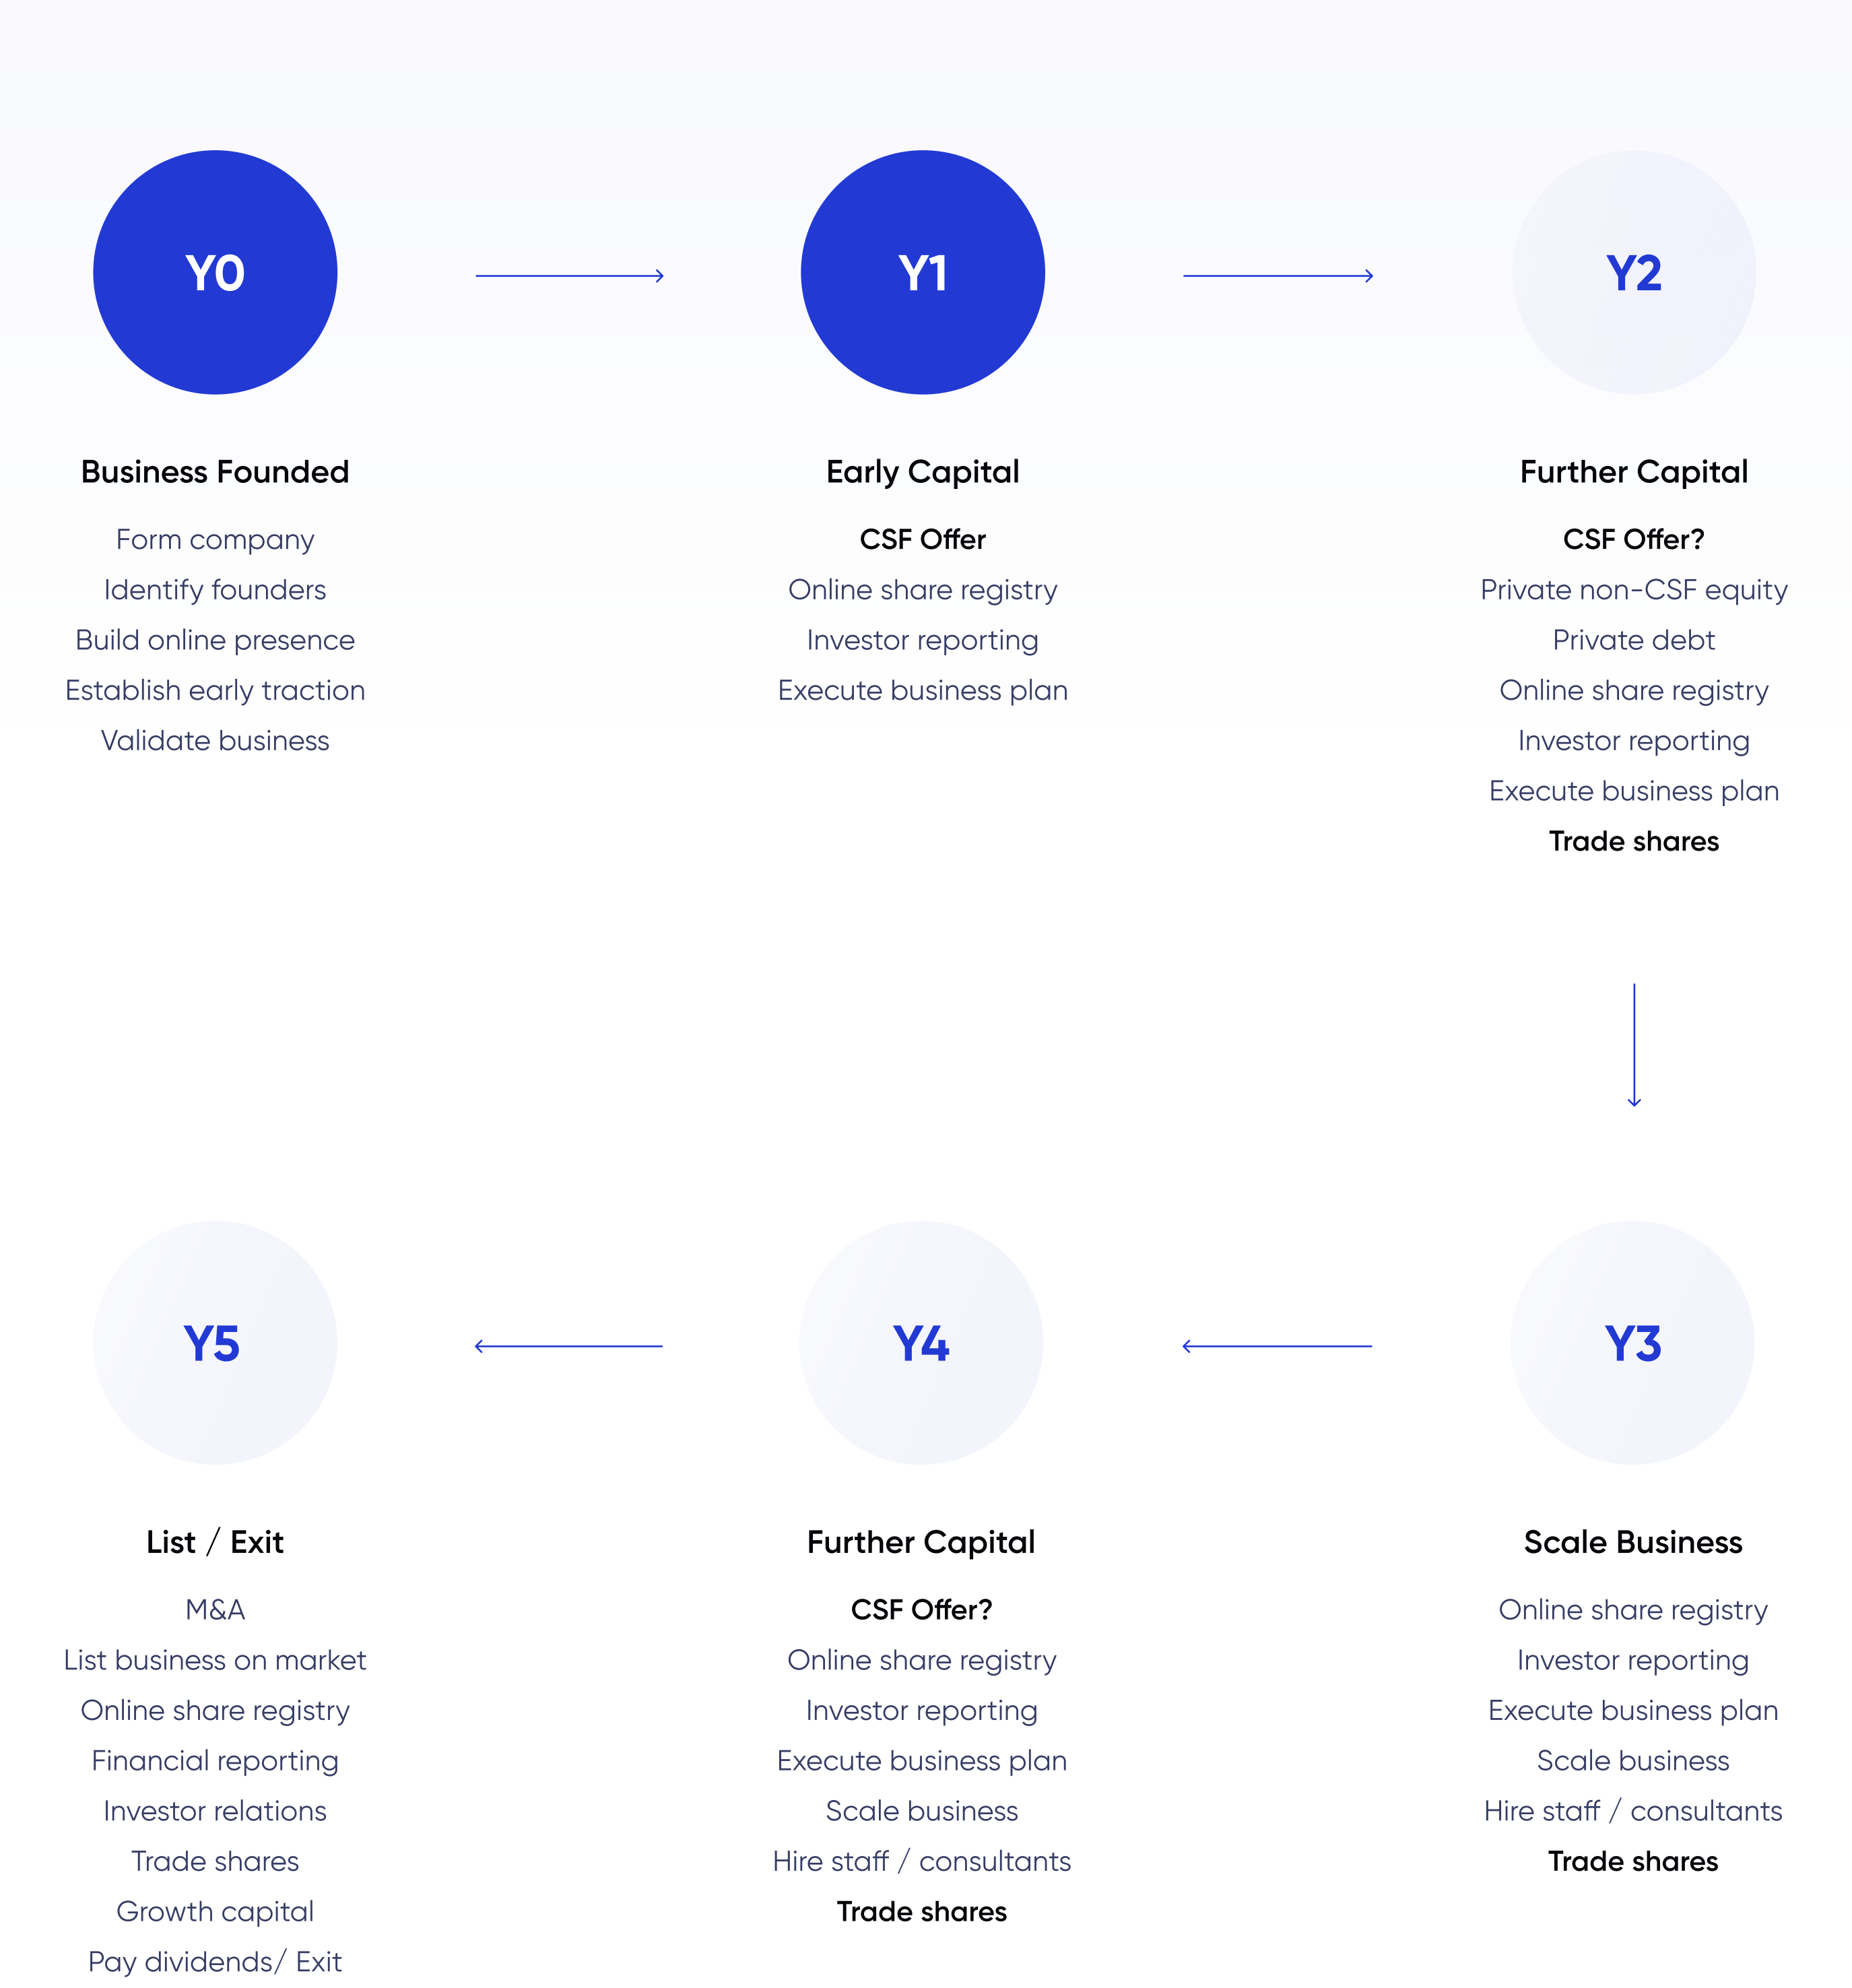 Y0
Business Founded
Form company
Identify founders
Build online presence
Establish early traction
Validate business
Y1
Early Capital
CSF Offer
Online share registry
Investor reporting
Execute business plan
Y2
Further Capital
CSF Offer?
Private non-CSF equity
Private debt
Online share registry
Investor reporting
Execute business plan
Trade shares
Y3
Scale Business
Online share registry
Investor reporting
Execute business plan
Scale business
Hire staff / consultants
Trade shares
Y4
Further Capital
CSF Offer?
Online share registry
Investor reporting
Execute business plan
Scale business
Hire staff / consultants
Trade shares
Y5
List / Exit
M&A
List business on market
Online share registry
Financial reporting
Investor relations
Trade shares
Growth capital
Pay dividends/ Exit